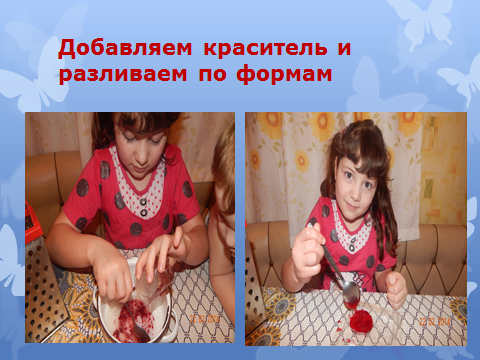 Добавляем краситель и
разливаем по формам